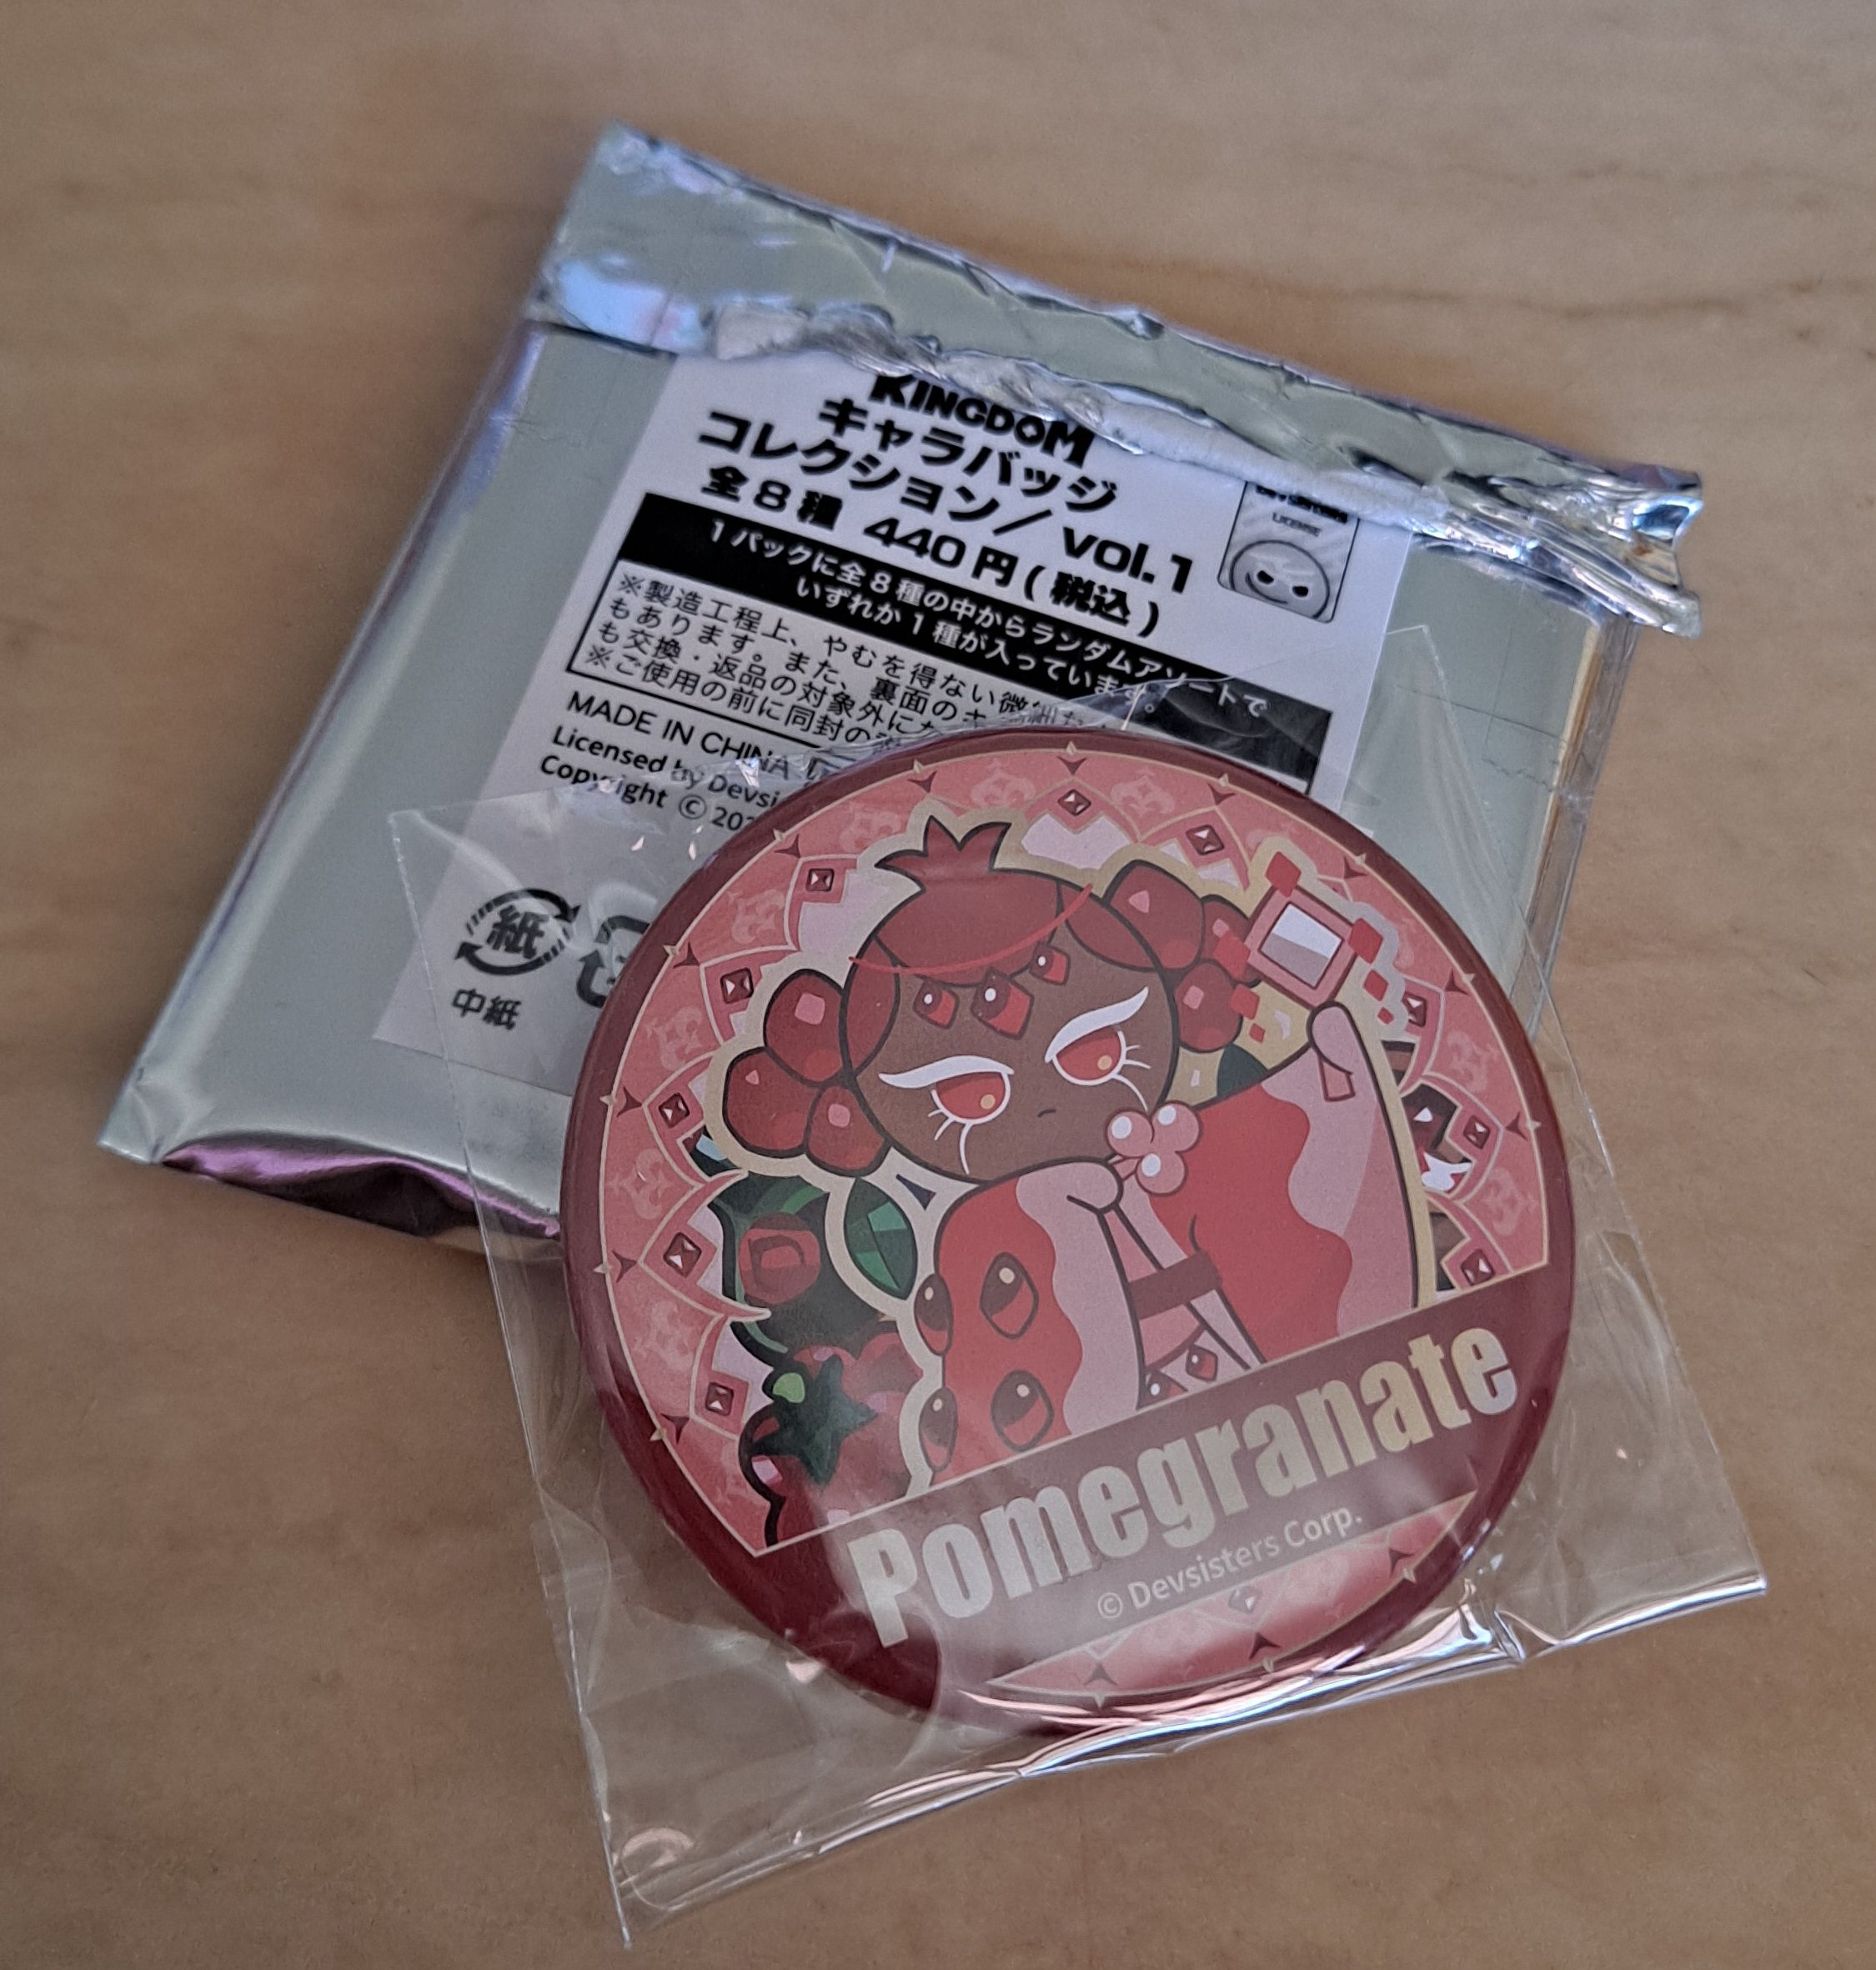 KINGDOM
キャラバッジ
コレクション／vol.1
全8種 440円(税込)
LICENSE
1パックに全8種の中からランダムアソートで
いずれか1種が入っています。
※製造工程上、やむを得ない微細な
もあります。また、裏面の
も交換・返品の対象外にな
※ご使用の前に同封の
MADE IN CHINA
Licensed by Devsi
Copyright © 202
紙
中紙
Pomegranate
© Devsisters Corp.